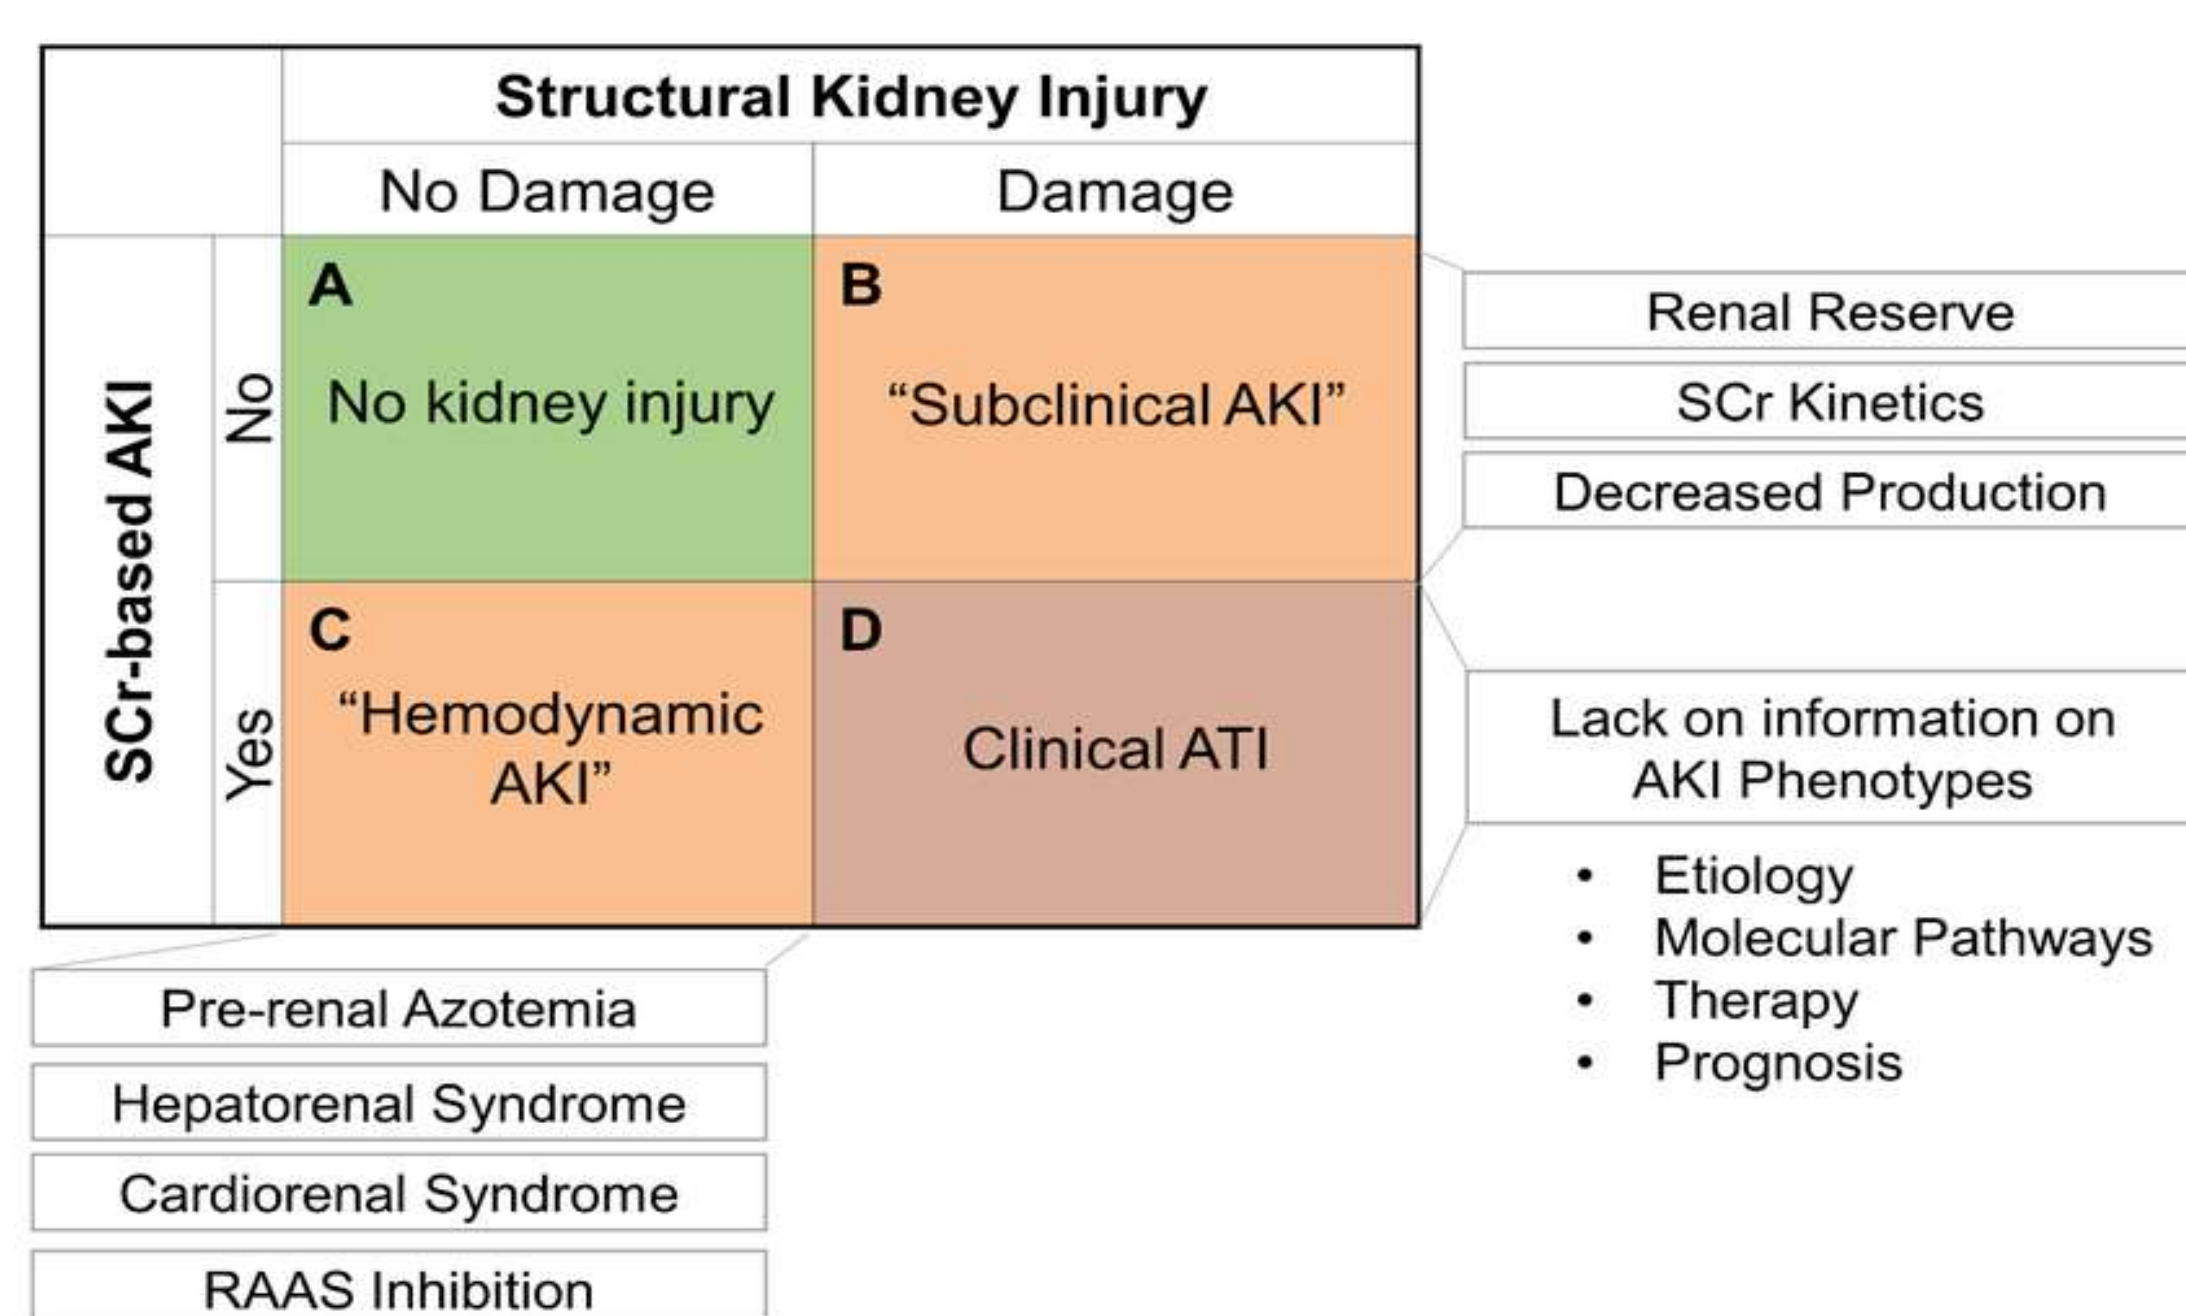 Structural Kidney Injury
No Damage
Damage
SCr-based AKI
No
A
No kidney injury
B
“Subclinical AKI”
Yes
C
“Hemodynamic
AKI”
D
Clinical ATI
Renal Reserve
SCr Kinetics
Decreased Production
Lack on information on
AKI Phenotypes
• Etiology
• Molecular Pathways
• Therapy
• Prognosis
Pre-renal Azotemia
Hepatorenal Syndrome
Cardiorenal Syndrome
RAAS Inhibition